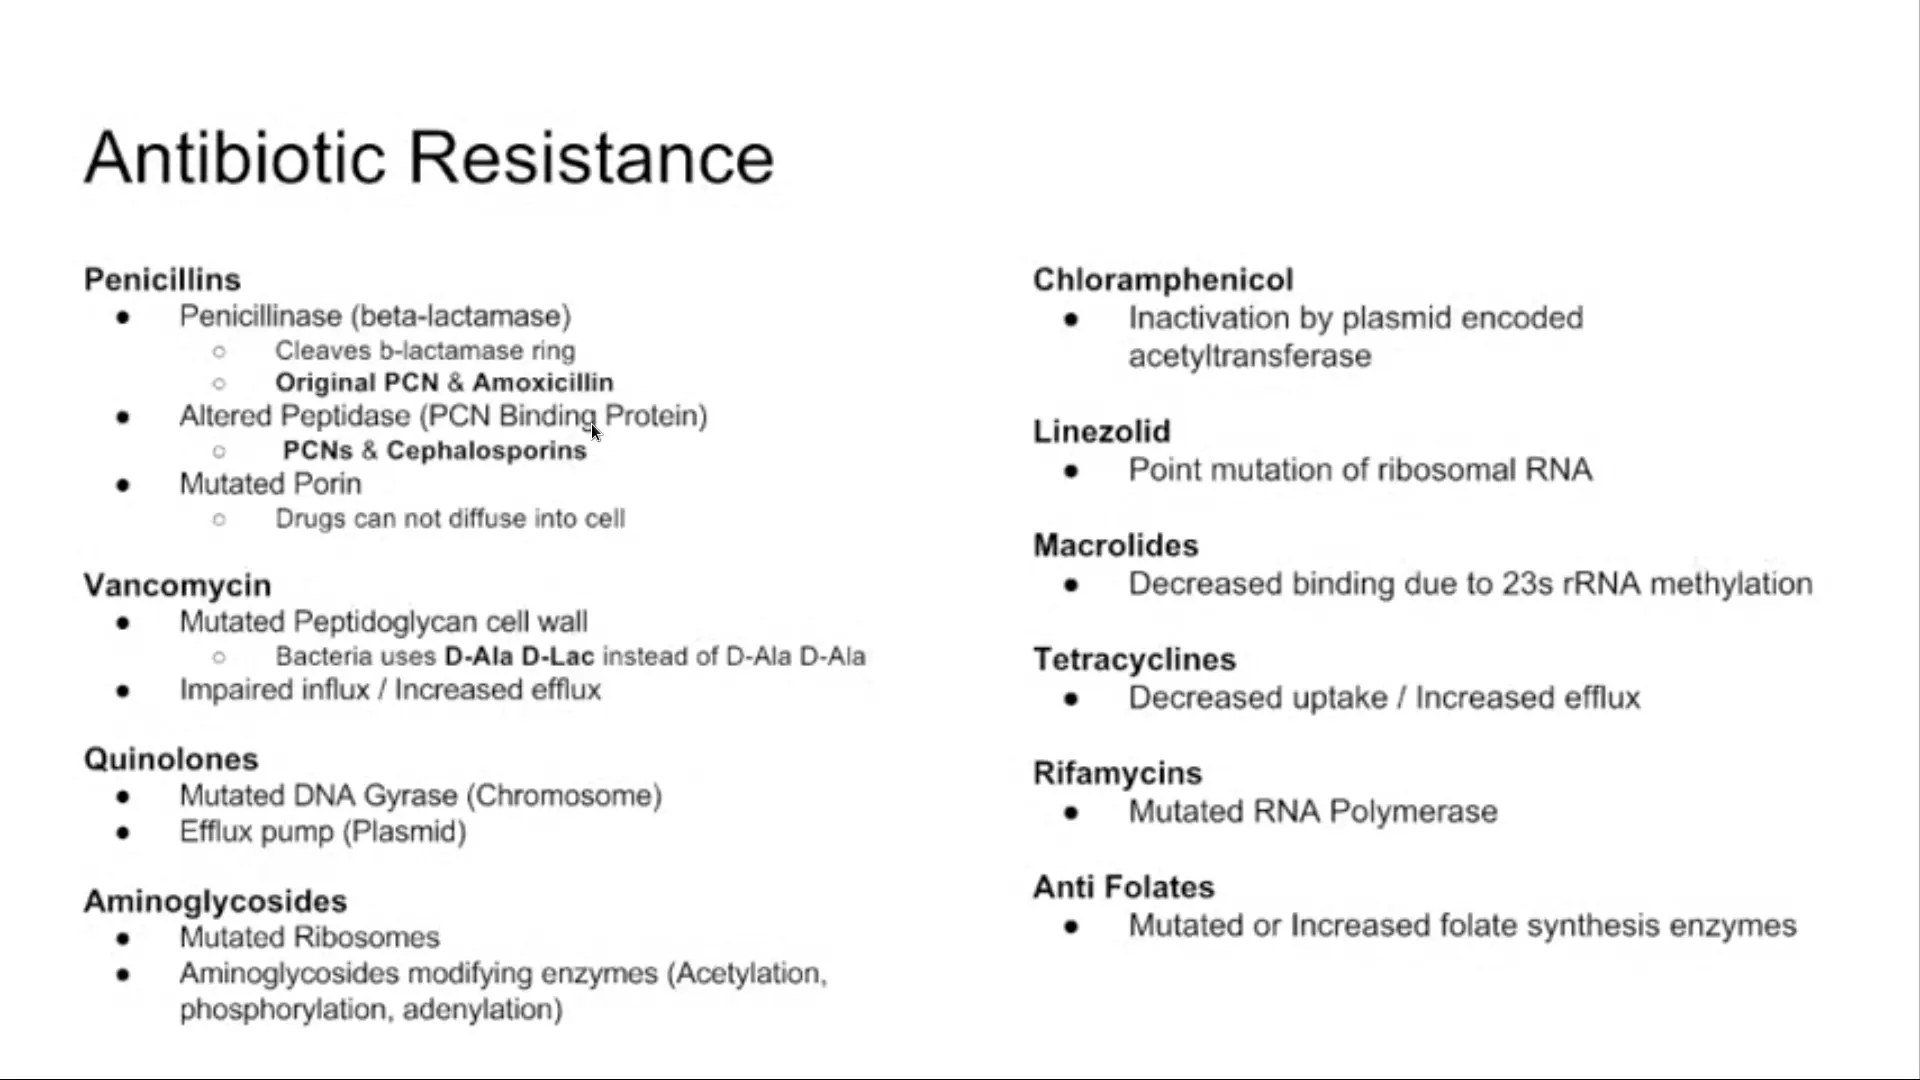 Antibiotic Resistance
Penicillins
● Penicillinase (beta-lactamase)
○ Cleaves b-lactamase ring
○ Original PCN & Amoxicillin
● Altered Peptidase (PCN Binding Protein)
○ PCNs & Cephalosporins
● Mutated Porin
○ Drugs can not diffuse into cell
Vancomycin
● Mutated Peptidoglycan cell wall
○ Bacteria uses D-Ala D-Lac instead of D-Ala D-Ala
● Impaired influx / Increased efflux
Quinolones
● Mutated DNA Gyrase (Chromosome)
● Efflux pump (Plasmid)
Aminoglycosides
● Mutated Ribosomes
● Aminoglycosides modifying enzymes (Acetylation,
phosphorylation, adenylation)
Chloramphenicol
● Inactivation by plasmid encoded
acetyltransferase
Linezolid
● Point mutation of ribosomal RNA
Macrolides
● Decreased binding due to 23s rRNA methylation
Tetracyclines
● Decreased uptake / Increased efflux
Rifamycins
● Mutated RNA Polymerase
Anti Folates
● Mutated or Increased folate synthesis enzymes